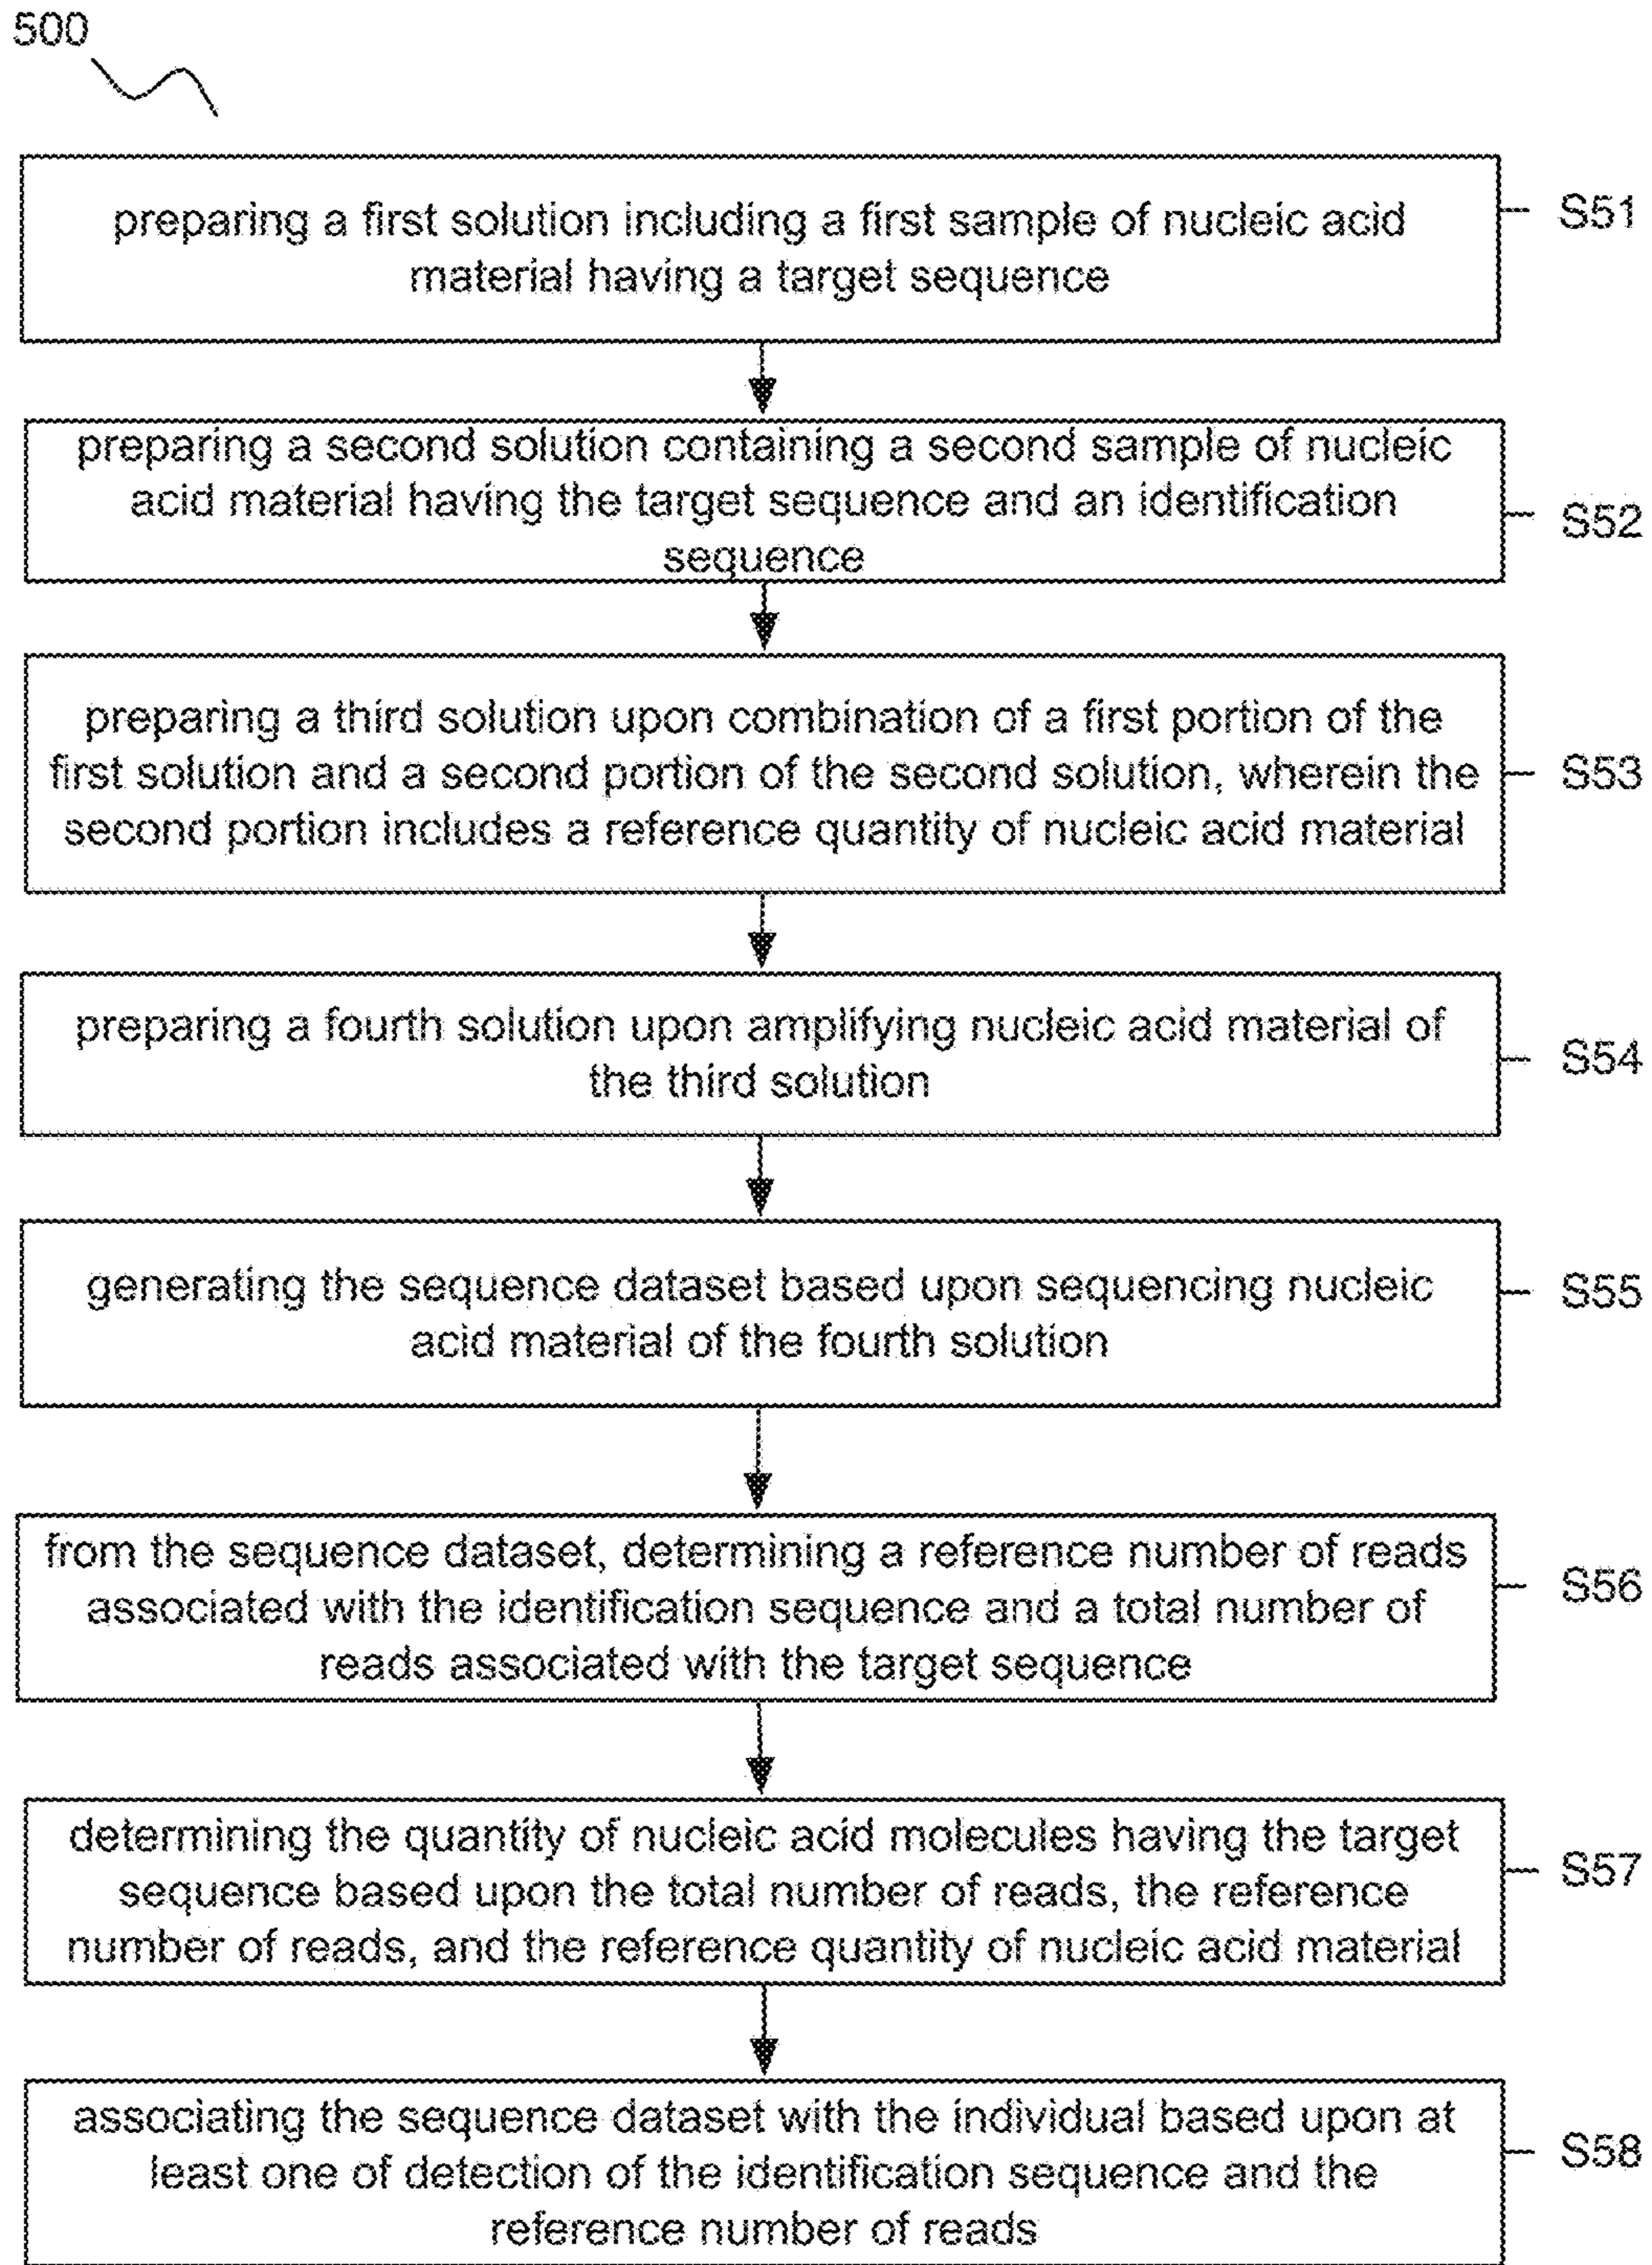 500
preparing a first solution including a first sample of nucleic acid
material having a target sequence
S51
preparing a second solution containing a second sample of nucleic
acid material having the target sequence and an identification
sequence
S52
preparing a third solution upon combination of a first portion of the
first solution and a second portion of the second solution, wherein the
second portion includes a reference quantity of nucleic acid material
S53
preparing a fourth solution upon amplifying nucleic acid material of
the third solution
S54
generating the sequence dataset based upon sequencing nucleic
acid material of the fourth solution
S55
from the sequence dataset, determining a reference number of reads
associated with the identification sequence and a total number of
reads associated with the target sequence
S56
determining the quantity of nucleic acid molecules having the target
sequence based upon the total number of reads, the reference
number of reads, and the reference quantity of nucleic acid material
S57
associating the sequence dataset with the individual based upon at
least one of detection of the identification sequence and the
reference number of reads
S58